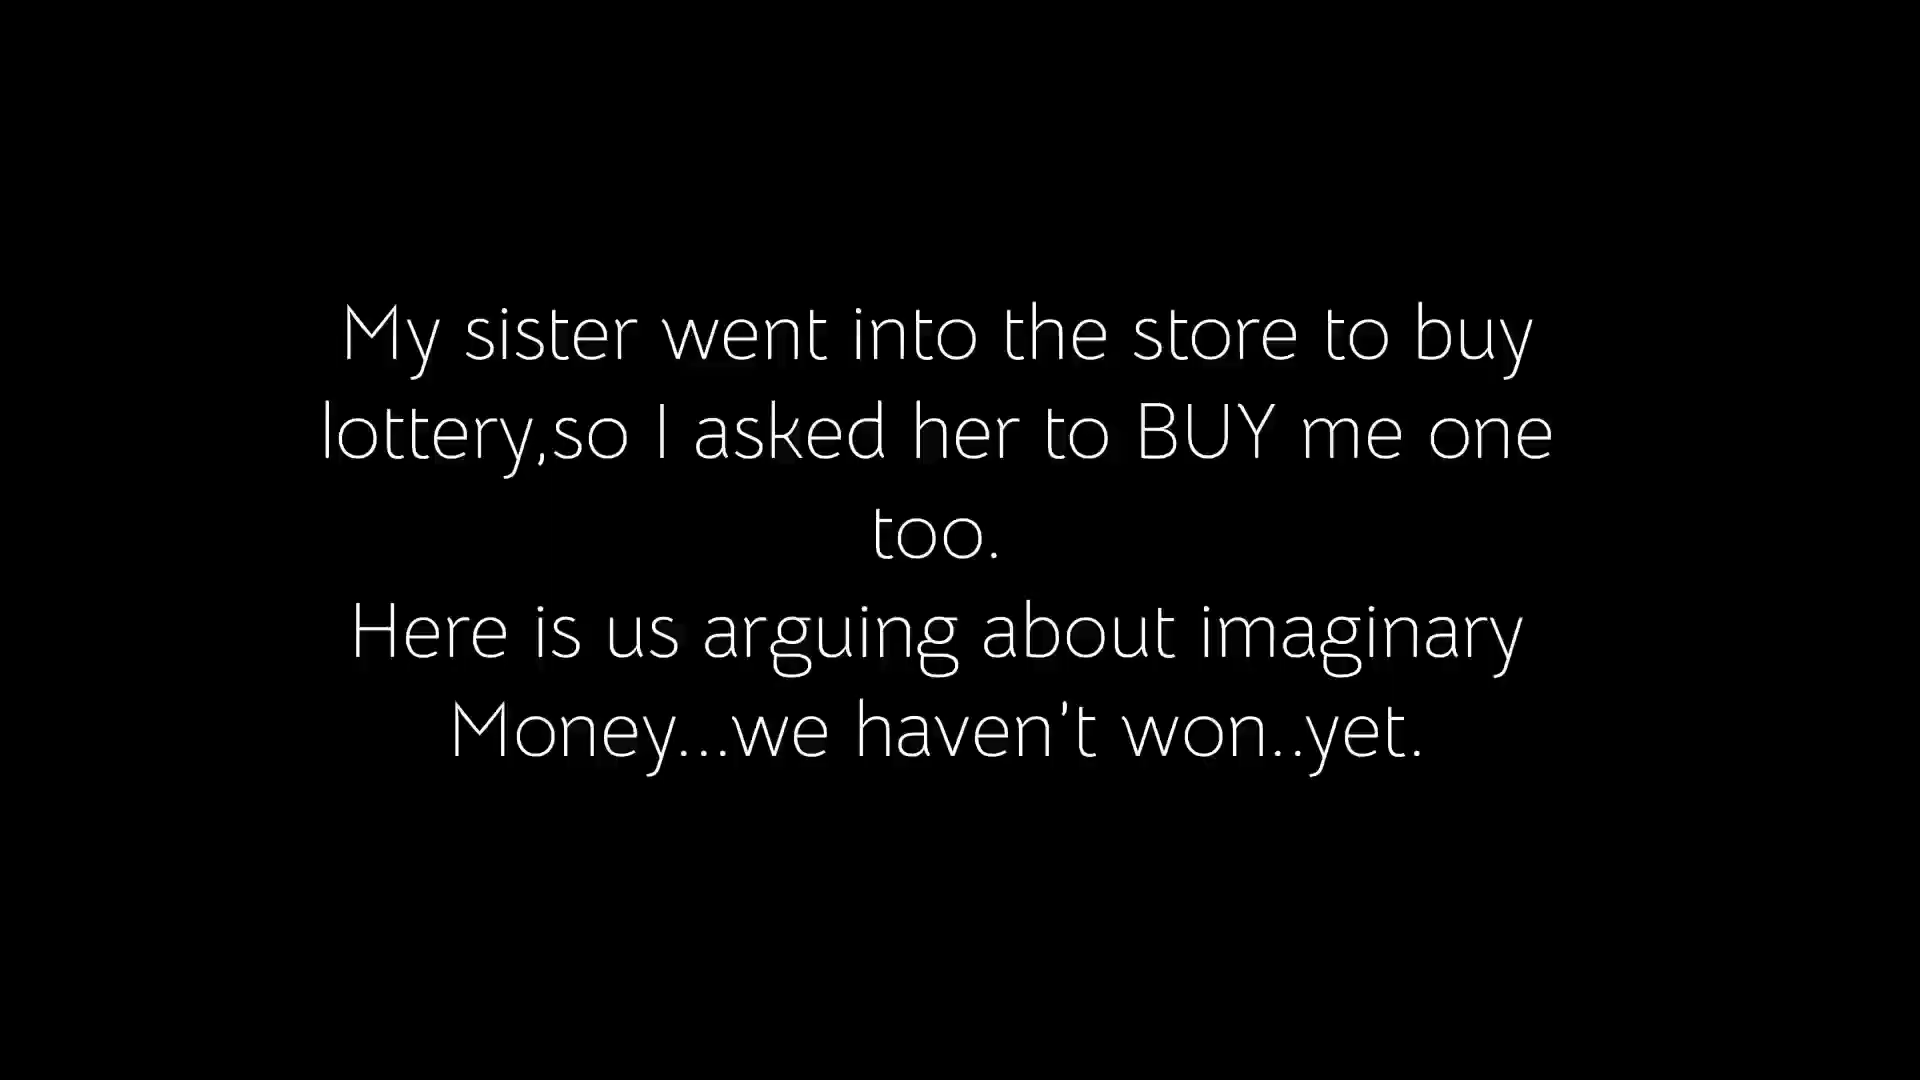 My sister went into the store to buy
lottery,so I asked her to BUY me one
too.
Here is us arguing about imaginary
Money...we haven't won..yet.